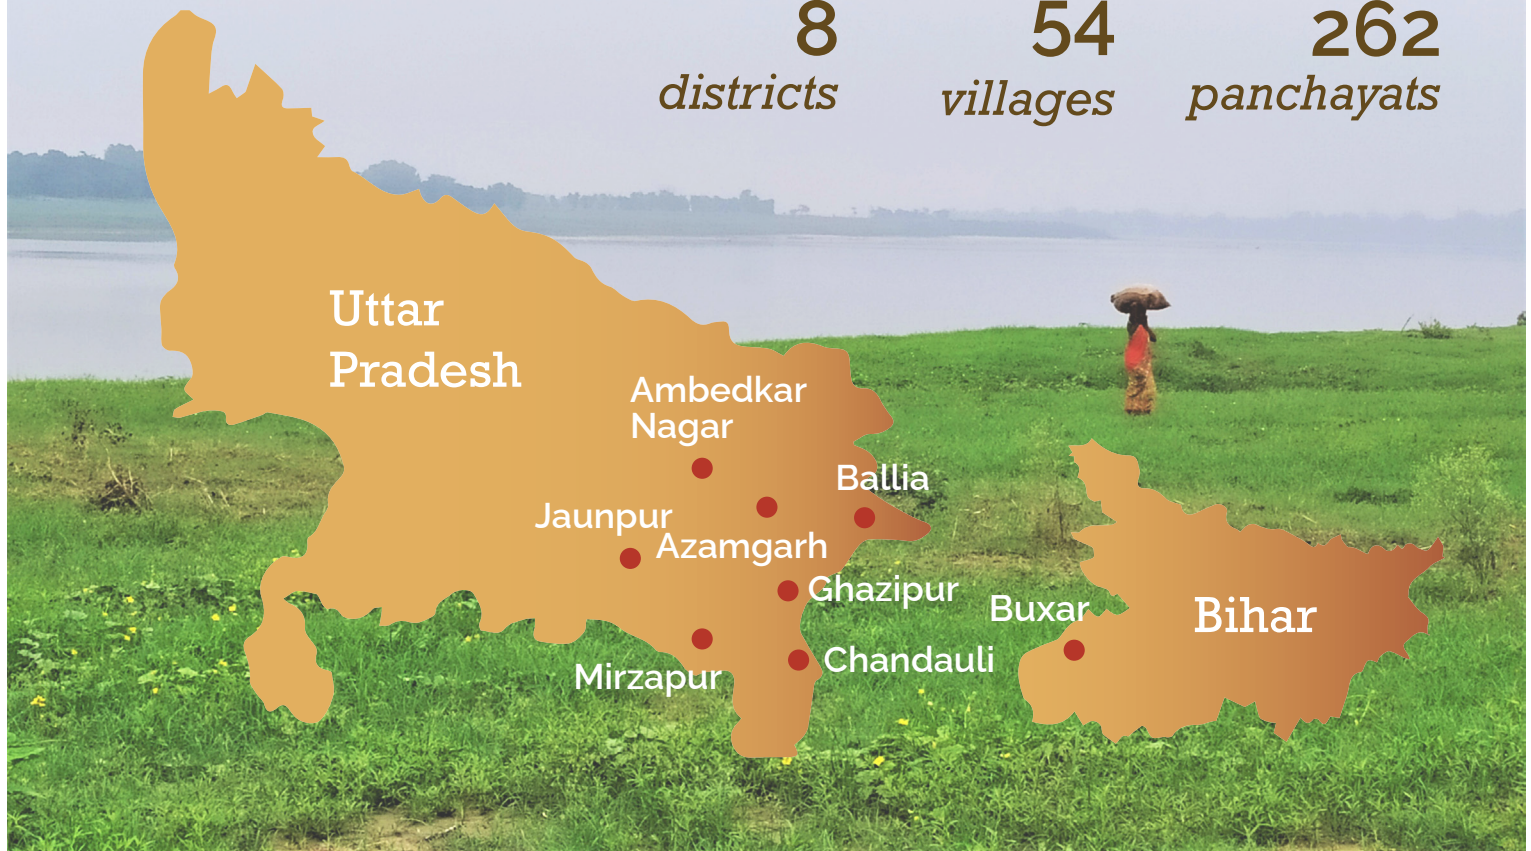 8
districts
54
villages
262
panchayats
Uttar
Pradesh
Ambedkar
Nagar
Ballia
Jaunpur
Azamgarh
Ghazipur
Buxar
Bihar
Chandauli
Mirzapur